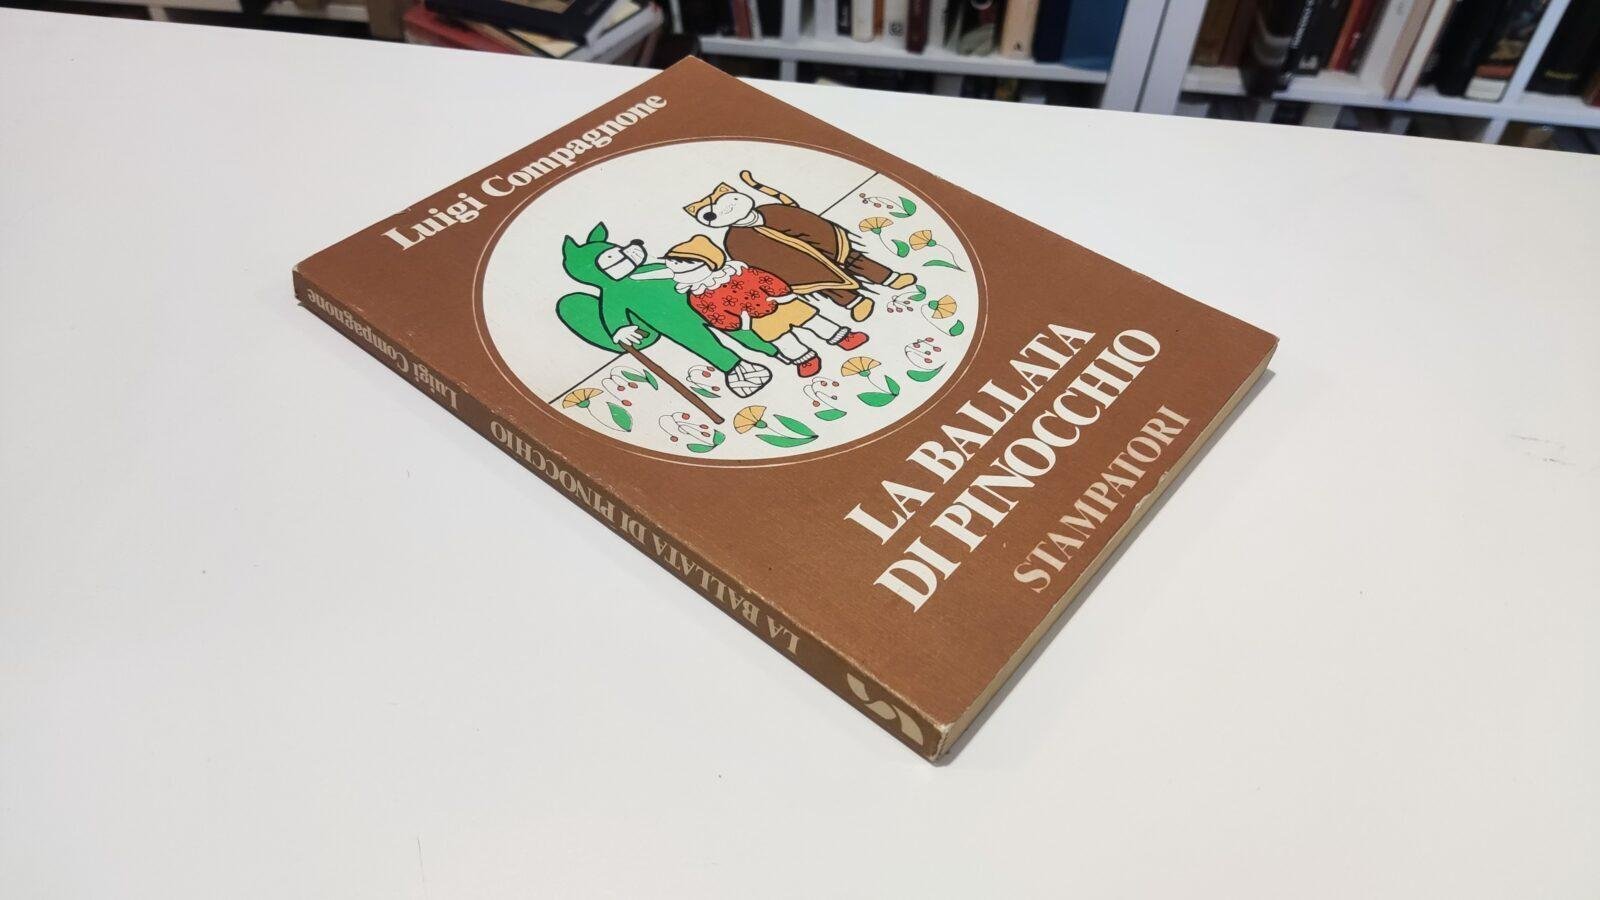 Luigi Compagnone
LA BALLATA
DI PINOCCHIO
STAMPATORI
Luigi Compagnone
LA BALLATA DI PINOCCHIO